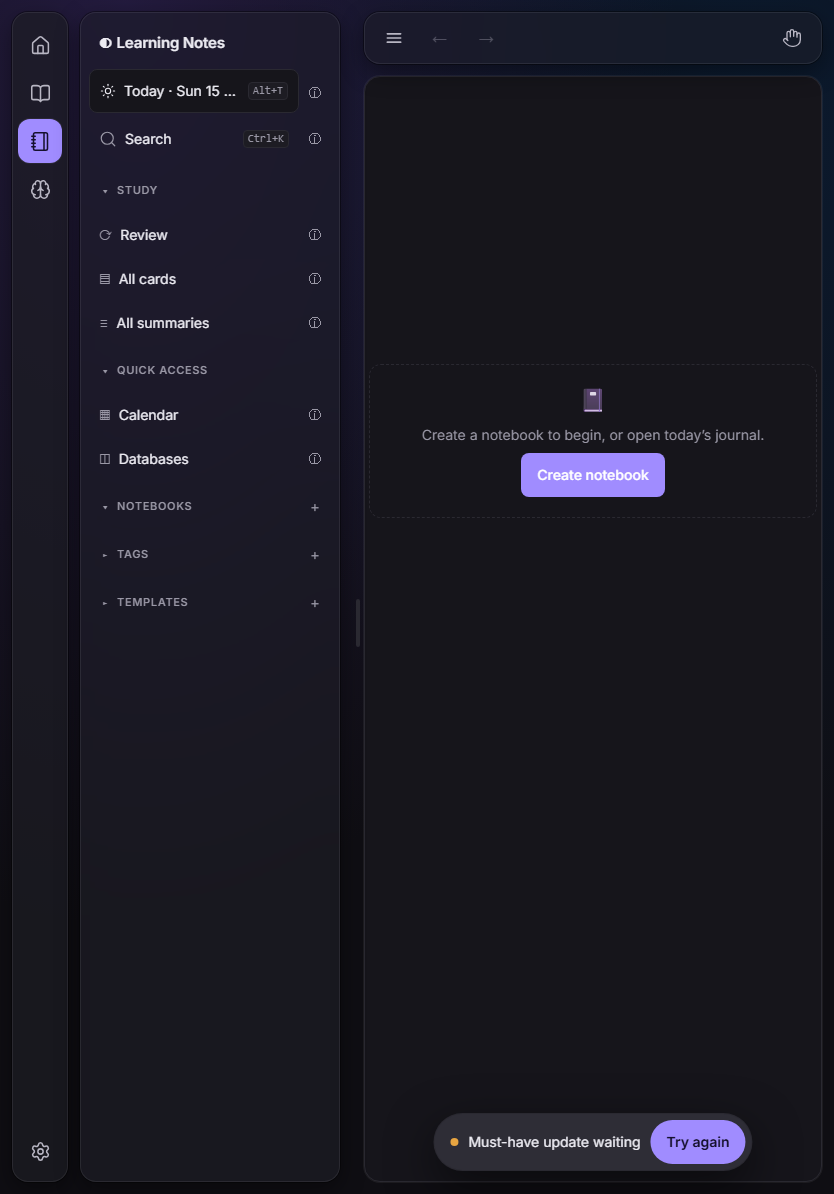 Learning Notes
Today · Sun 15 ... Alt+T
Search Ctrl+K
STUDY
Review
All cards
All summaries
QUICK ACCESS
Calendar
Databases
NOTEBOOKS +
TAGS +
TEMPLATES +
Create a notebook to begin, or open today’s journal.
Create notebook
Must-have update waiting Try again